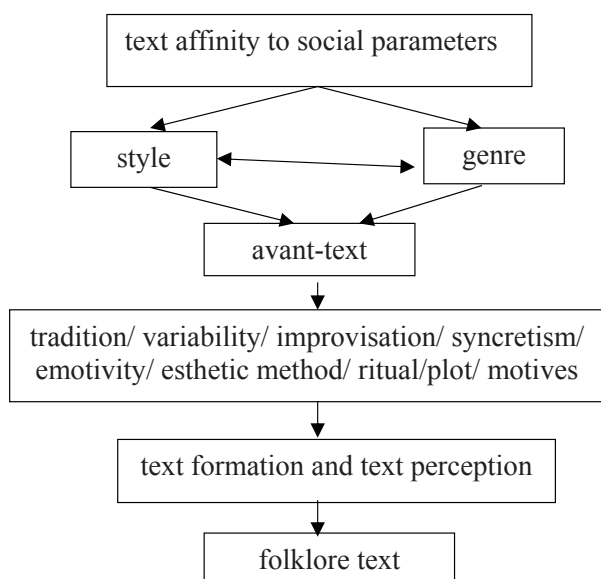 text affinity to social parameters
style
genre
avant-text
tradition/ variability/ improvisation/ syncretism/
emotivity/ esthetic method/ ritual/plot/ motives
text formation and text perception
folklore text